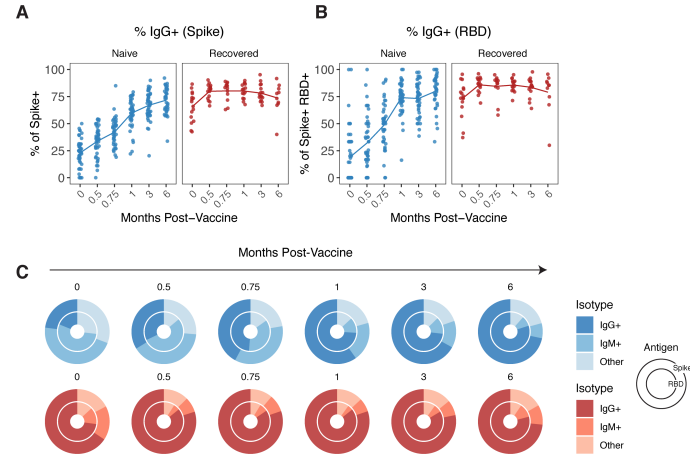 A
B
% IgG+ (Spike)
% IgG+ (RBD)
Naive
Recovered
Naive
Recovered
% of Spike+
100
75
50
25
0
% of Spike+ RBD+
100
75
50
25
0
0 0.5 0.75 1 3 6
0 0.5 0.75 1 3 6
0 0.5 0.75 1 3 6
0 0.5 0.75 1 3 6
Months Post−Vaccine
Months Post−Vaccine
C
Months Post-Vaccine
0 0.5 0.75 1 3 6
0 0.5 0.75 1 3 6
Isotype
IgG+
IgM+
Other
Isotype
IgG+
IgM+
Other
Antigen
Spike
RBD